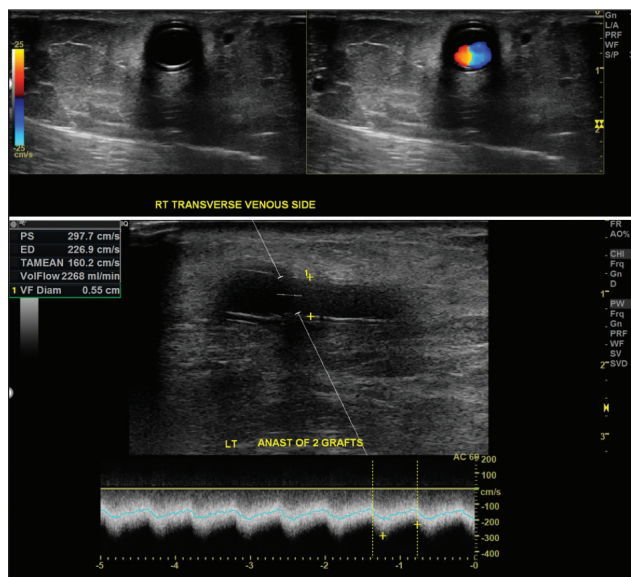 Gn
L/A
PRF
WF
S/P S
25
-25
cm/s
0
1
2
RT TRANSVERSE VENOUS SIDE
PS 297.7 cm/s
ED 226.9 cm/s
TAMEAN 160.2 cm/s
VolFlow 2268 ml/min
1 VF Diam 0.55 cm
FR
AO%
CHI
Frq
Gn
D
PW
Frq
Gn
PRF
WF
SV
SVD
1
1
2
3
LT ANAST OF 2 GRAFTS
AC 60
200
100
cm/s
-100
-200
-300
-400
-5 -4 -3 -2 -1 -0